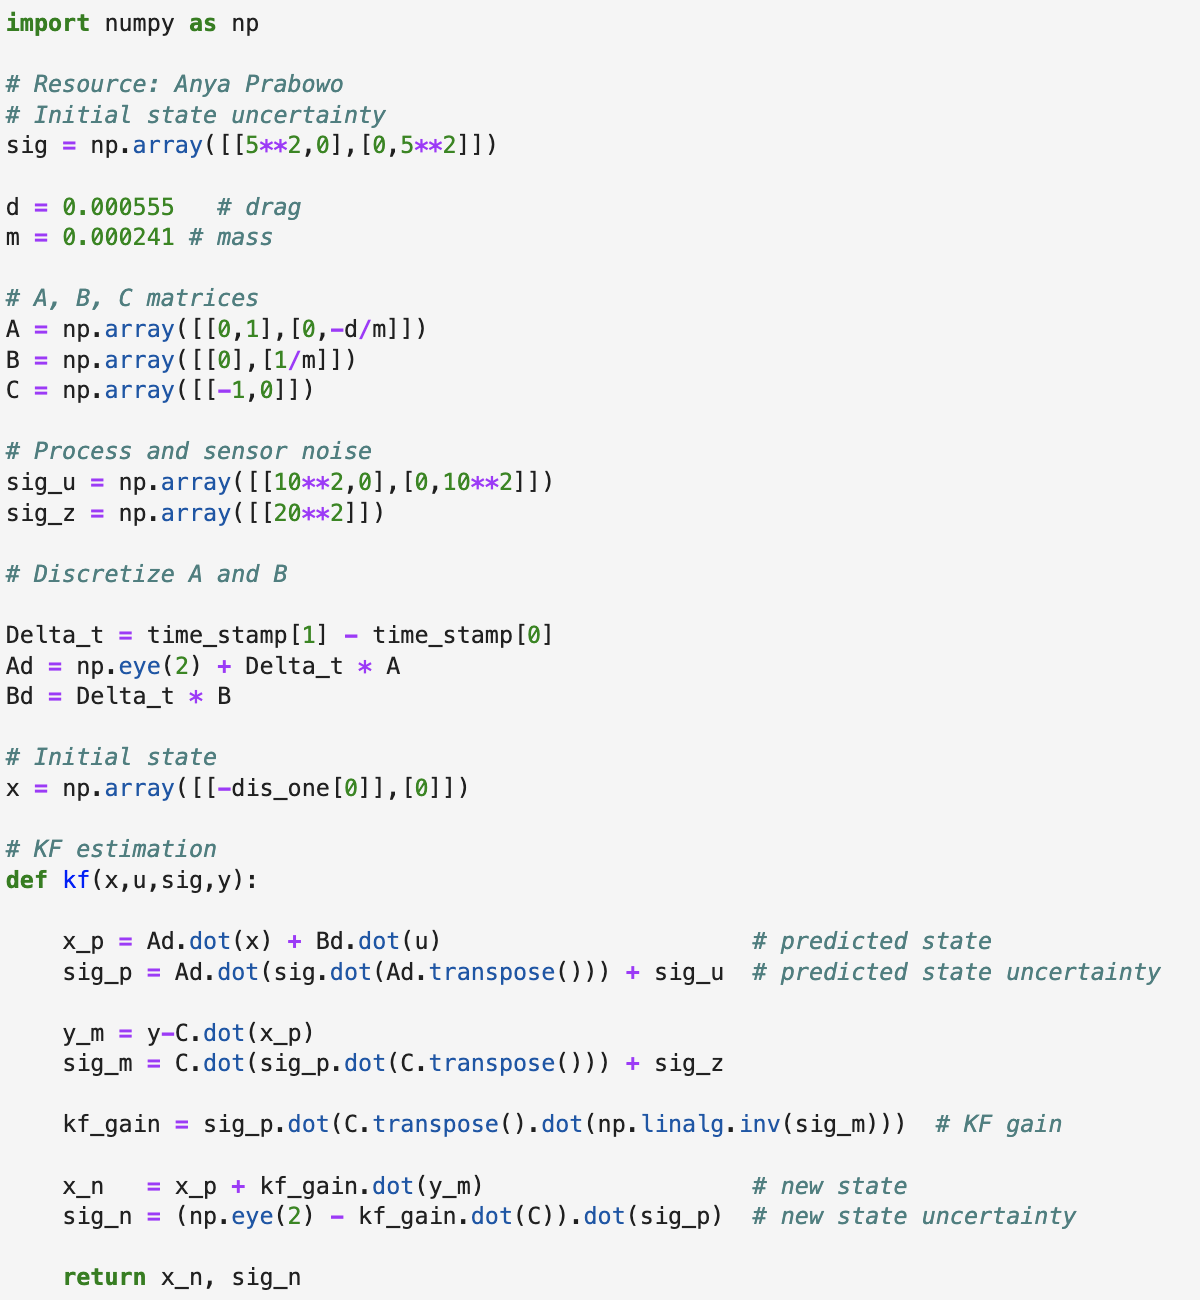 import numpy as np
# Resource: Anya Prabowo
# Initial state uncertainty
sig = np.array([[5**2,0],[0,5**2]])
d = 0.000555   # drag
m = 0.000241 # mass
# A, B, C matrices
A = np.array([[0,1],[0,-d/m]])
B = np.array([[0],[1/m]])
C = np.array([[-1,0]])
# Process and sensor noise
sig_u = np.array([[10**2,0],[0,10**2]])
sig_z = np.array([[20**2]])
# Discretize A and B
Delta_t = time_stamp[1] - time_stamp[0]
Ad = np.eye(2) + Delta_t * A
Bd = Delta_t * B
# Initial state
x = np.array([[-dis_one[0]],[0]])
# KF estimation
def kf(x,u,sig,y):
    x_p = Ad.dot(x) + Bd.dot(u)                      # predicted state
    sig_p = Ad.dot(sig.dot(Ad.transpose())) + sig_u  # predicted state uncertainty
    y_m = y-C.dot(x_p)
    sig_m = C.dot(sig_p.dot(C.transpose())) + sig_z
    kf_gain = sig_p.dot(C.transpose().dot(np.linalg.inv(sig_m)))  # KF gain
    x_n   = x_p + kf_gain.dot(y_m)                   # new state
    sig_n = (np.eye(2) - kf_gain.dot(C)).dot(sig_p)  # new state uncertainty
    return x_n, sig_n